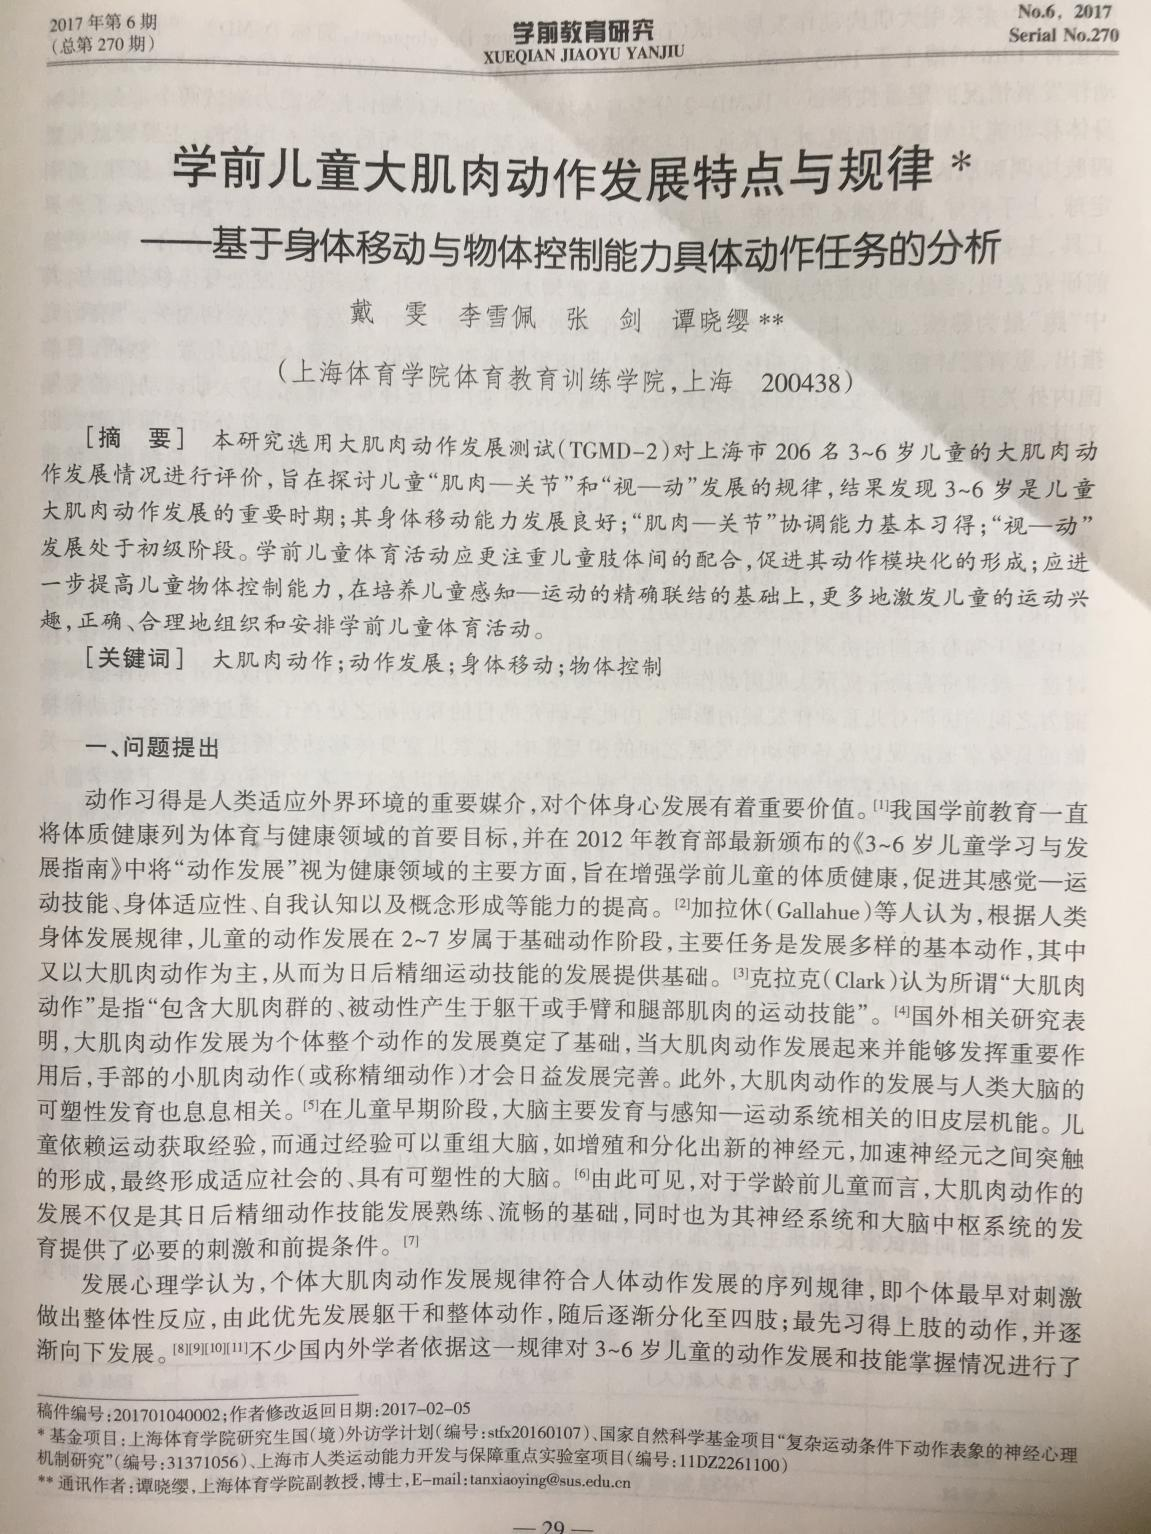 2017 年第 6 期
(总第 270 期)
学前教育研究
XUEQIAN JIAOYU YANJIU
No.6, 2017
Serial No.270
学前儿童大肌肉动作发展特点与规律 *
——基于身体移动与物体控制能力具体动作任务的分析
戴 雯 李雪佩 张 剑 谭晓缨 **
(上海体育学院体育教育训练学院,上海 200438)
[摘 要] 本研究选用大肌肉动作发展测试(TGMD-2)对上海市 206 名 3~6 岁儿童的大肌肉动
作发展情况进行评价,旨在探讨儿童“肌肉—关节”和“视—动”发展的规律,结果发现 3~6 岁是儿童
大肌肉动作发展的重要时期;其身体移动能力发展良好;“肌肉—关节”协调能力基本习得;“视—动”
发展处于初级阶段。学前儿童体育活动应更注重儿童肢体间的配合,促进其动作模块化的形成;应进
一步提高儿童物体控制能力,在培养儿童感知—运动的精确联结的基础上,更多地激发儿童的运动兴
趣,正确、合理地组织和安排学前儿童体育活动。
[关键词] 大肌肉动作;动作发展;身体移动;物体控制
一、问题提出
动作习得是人类适应外界环境的重要媒介,对个体身心发展有着重要价值。[1]我国学前教育一直
将体质健康列为体育与健康领域的首要目标,并在 2012 年教育部最新颁布的《3~6 岁儿童学习与发
展指南》中将“动作发展”视为健康领域的主要方面,旨在增强学前儿童的体质健康,促进其感觉—运
动技能、身体适应性、自我认知以及概念形成等能力的提高。[2]加拉休(Gallahue)等人认为,根据人类
身体发展规律,儿童的动作发展在 2~7 岁属于基础动作阶段,主要任务是发展多样的基本动作,其中
又以大肌肉动作为主,从而为日后精细运动技能的发展提供基础。[3]克拉克(Clark)认为所谓“大肌肉
动作”是指“包含大肌肉群的、被动性产生于躯干或手臂和腿部肌肉的运动技能”。[4]国外相关研究表
明,大肌肉动作发展为个体整个动作的发展奠定了基础,当大肌肉动作发展起来并能够发挥重要作
用后,手部的小肌肉动作(或称精细动作)才会日益发展完善。此外,大肌肉动作的发展与人类大脑的
可塑性发育也息息相关。[5]在儿童早期阶段,大脑主要发育与感知—运动系统相关的旧皮层机能。儿
童依赖运动获取经验,而通过经验可以重组大脑,如增殖和分化出新的神经元,加速神经元之间突触
的形成,最终形成适应社会的、具有可塑性的大脑。[6]由此可见,对于学龄前儿童而言,大肌肉动作的
发展不仅是其日后精细动作技能发展熟练、流畅的基础,同时也为其神经系统和大脑中枢系统的发
育提供了必要的刺激和前提条件。[7]
发展心理学认为,个体大肌肉动作发展规律符合人体动作发展的序列规律,即个体最早对刺激
做出整体性反应,由此优先发展躯干和整体动作,随后逐渐分化至四肢;最先习得上肢的动作,并逐
渐向下发展。[8][9][10][11]不少国内外学者依据这一规律对 3~6 岁儿童的动作发展和技能掌握情况进行了
稿件编号:201701040002;作者修改返回日期:2017-02-05
* 基金项目:上海体育学院研究生国(境)外访学计划(编号:stfx20160107)、国家自然科学基金项目“复杂运动条件下动作表象的神经心理
机制研究”(编号:31371056)、上海市人类运动能力开发与保障重点实验室项目(编号:11DZ2261100)
** 通讯作者:谭晓缨,上海体育学院副教授,博士,E-mail:tanxiaoying@sus.edu.cn
— 29 —